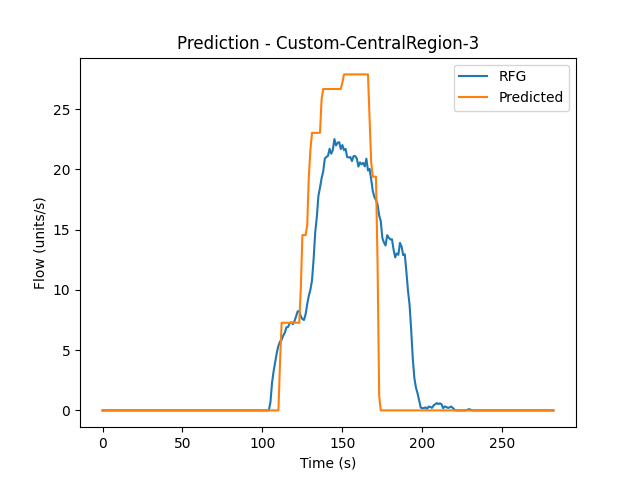 Prediction - Custom-CentralRegion-3
RFG
Predicted
Flow (units/s)
25
20
15
10
5
0
0 50 100 150 200 250
Time (s)